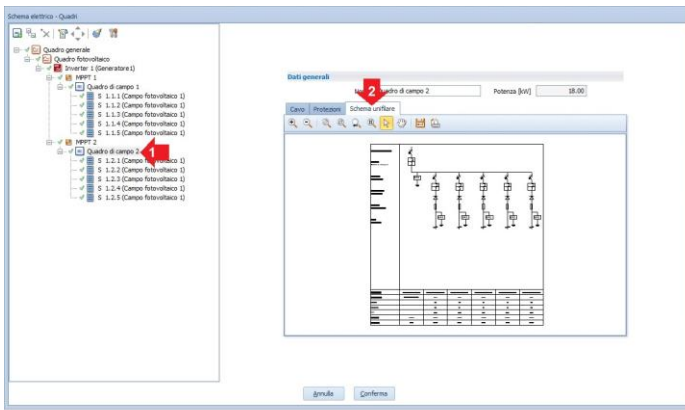 Schema elettrico - Quadri
Quadro generale
Quadro fotovoltaico
Inverter 1 (Generatore 1)
MPPT 1
Quadro di campo 1
S 1.1.1 (Campo fotovoltaico 1)
S 1.1.2 (Campo fotovoltaico 1)
S 1.1.3 (Campo fotovoltaico 1)
S 1.1.4 (Campo fotovoltaico 1)
S 1.1.5 (Campo fotovoltaico 1)
MPPT 2
Quadro di campo 2
1
S 1.2.1 (Campo fotovoltaico 1)
S 1.2.2 (Campo fotovoltaico 1)
S 1.2.3 (Campo fotovoltaico 1)
S 1.2.4 (Campo fotovoltaico 1)
S 1.2.5 (Campo fotovoltaico 1)
Dati generali
2
Quadro di campo 2 Potenza [kW] 18.00
Cavo Protezioni Schema unifilare
Annulla Conferma